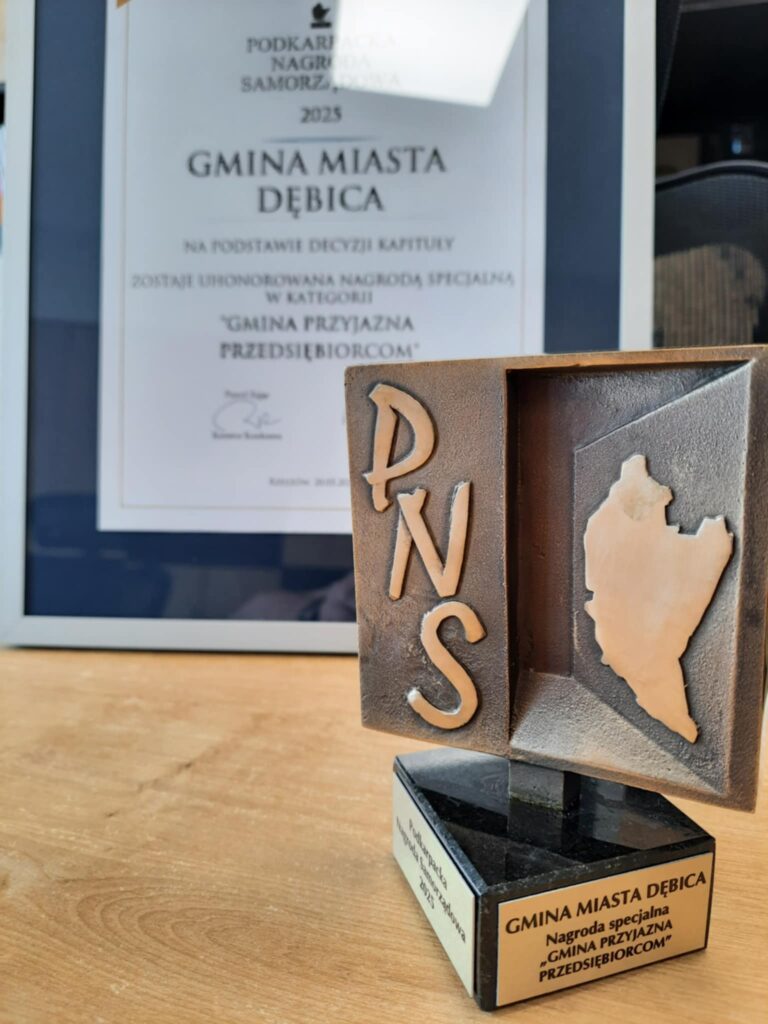 PODKARPACKA
NAGRODA
SAMORZĄDOWA
2025
GMINA MIASTA
DĘBICA
NA PODSTAWIE DECYZJI KAPITUŁY
ZOSTAJE UHONOROWANA NAGRODĄ SPECJALNĄ
W KATEGORII
"GMINA PRZYJAZNA
PRZEDSIĘBIORCOM"
PNS
Podkarpacka
Nagroda Samorządowa
2025
GMINA MIASTA DĘBICA
Nagroda specjalna
„GMINA PRZYJAZNA
PRZEDSIĘBIORCOM”